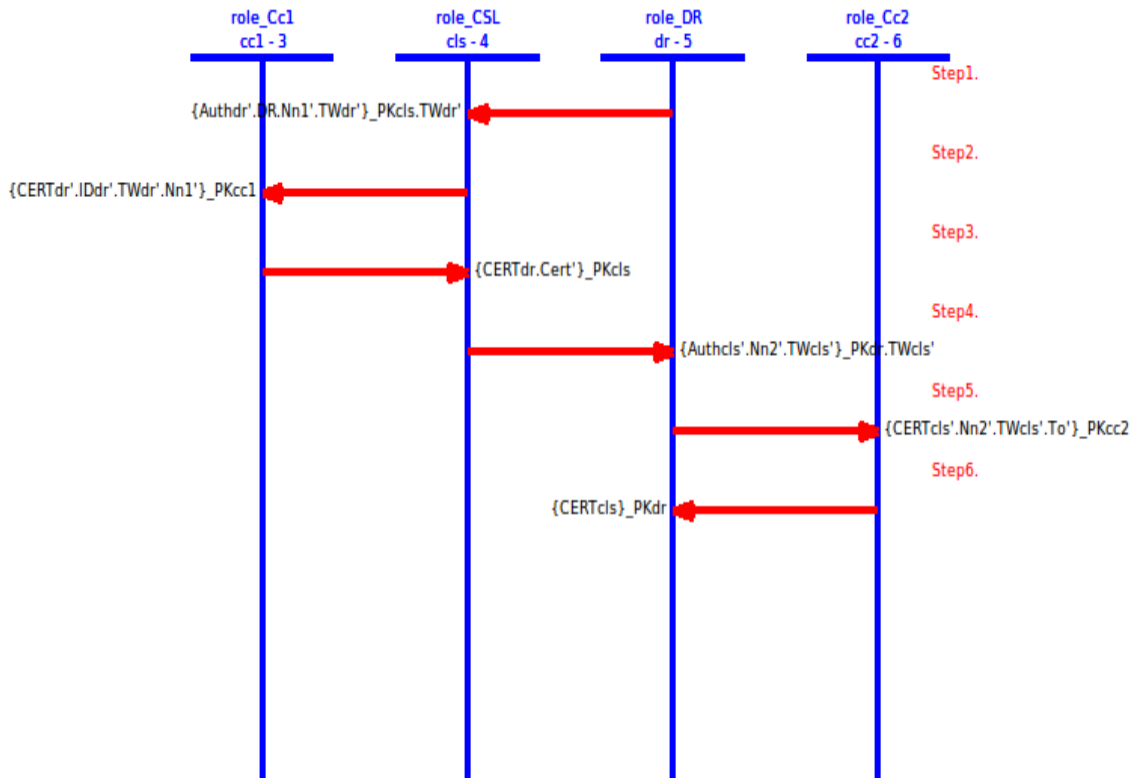 role_Cc1
cc1 - 3
role_CSL
cls - 4
role_DR
dr - 5
role_Cc2
cc2 - 6
Step1.
{Authdr'.DR.Nn1'.TWdr'}_PKcls.TWdr'
Step2.
{CERTdr'.IDdr'.TWdr'.Nn1'}_PKcc1
Step3.
{CERTdr.Cert'}_PKcls
Step4.
{Authcls'.Nn2'.TWcls'}_PKdr.TWcls'
Step5.
{CERTcls'.Nn2'.TWcls'.To'}_PKcc2
Step6.
{CERTcls}_PKdr